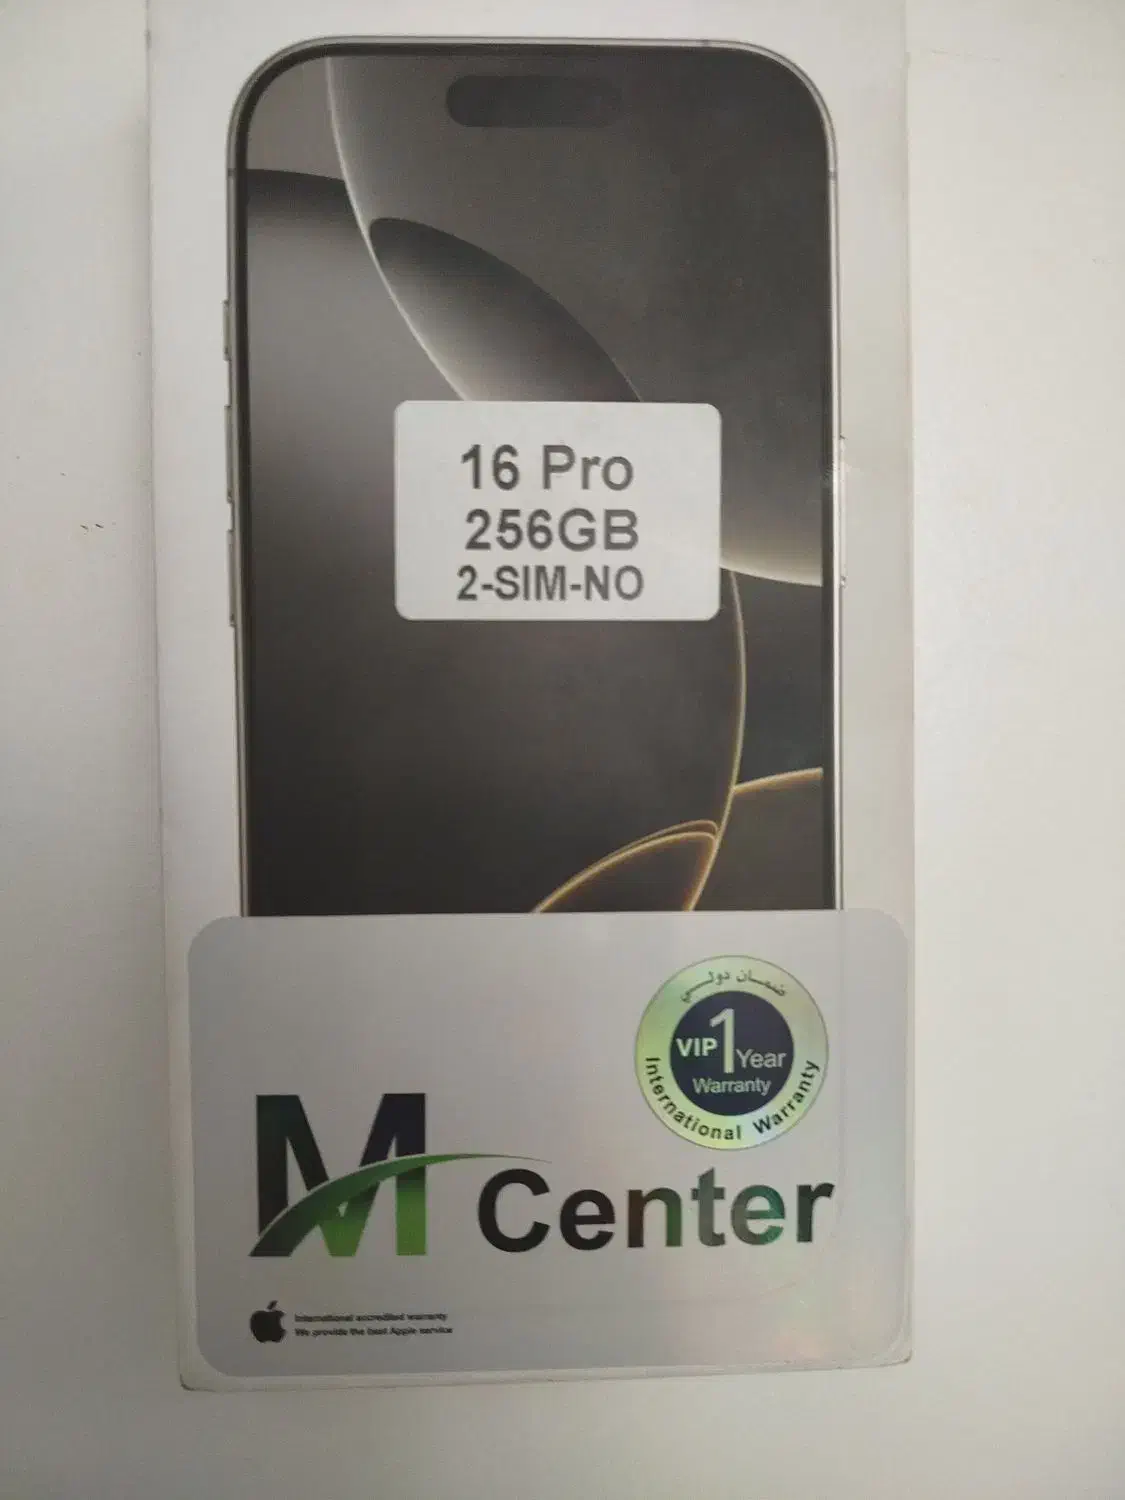 16 Pro
256GB
2-SIM-NO
ضمان دولي
VIP 1 Year
Warranty
International Warranty
M Center
International accredited warranty
We provide the best Apple service